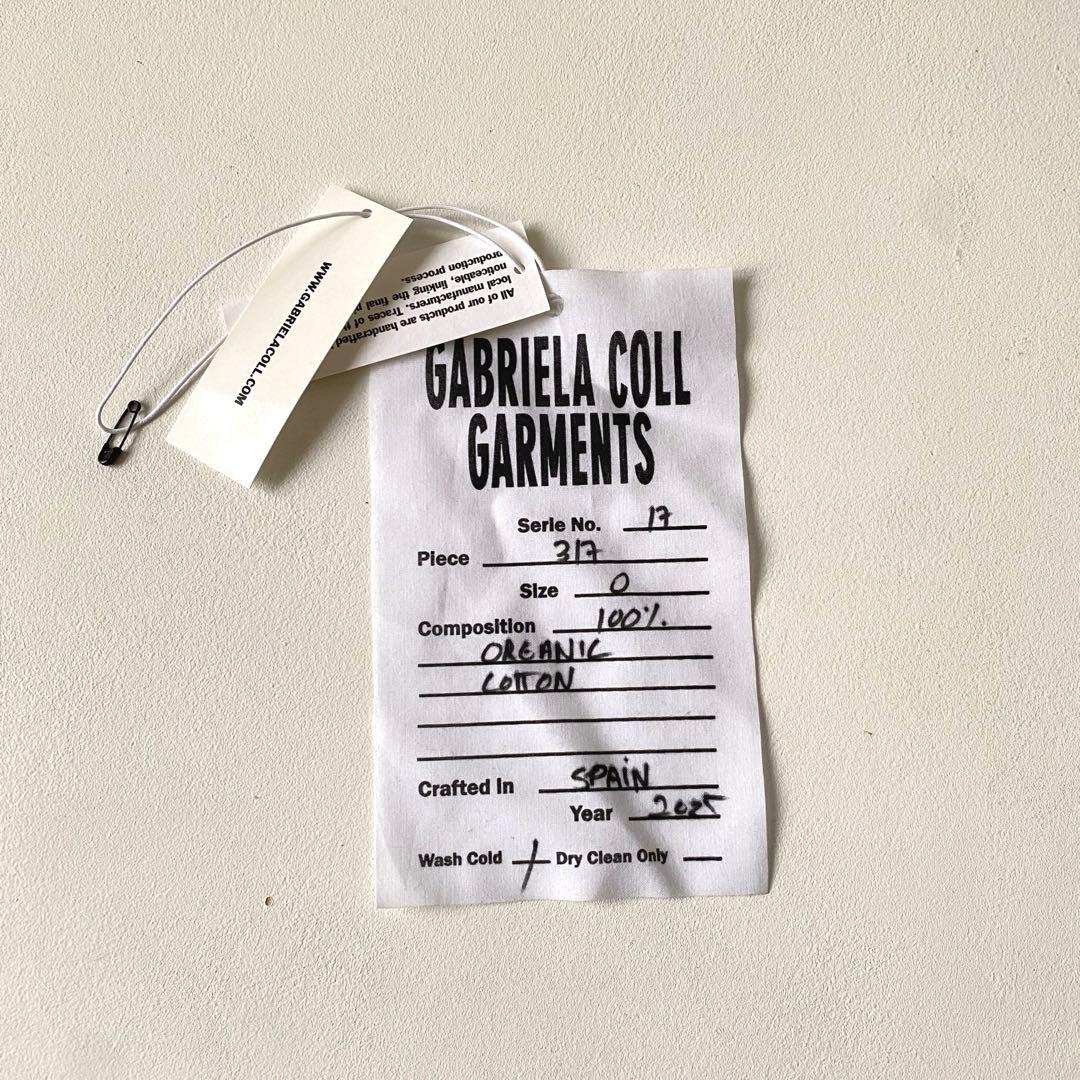 WWW.GABRIELACOLL.COM
All of our products are handcrafted
local manufacturers. Traces of
noticeable, linking the final
production process.
GABRIELA COLL
GARMENTS
Serie No. 17
Piece 317
Size 0
Composition 100%
ORGANIC
COTTON
Crafted in SPAIN
Year 2025
Wash Cold / Dry Clean Only